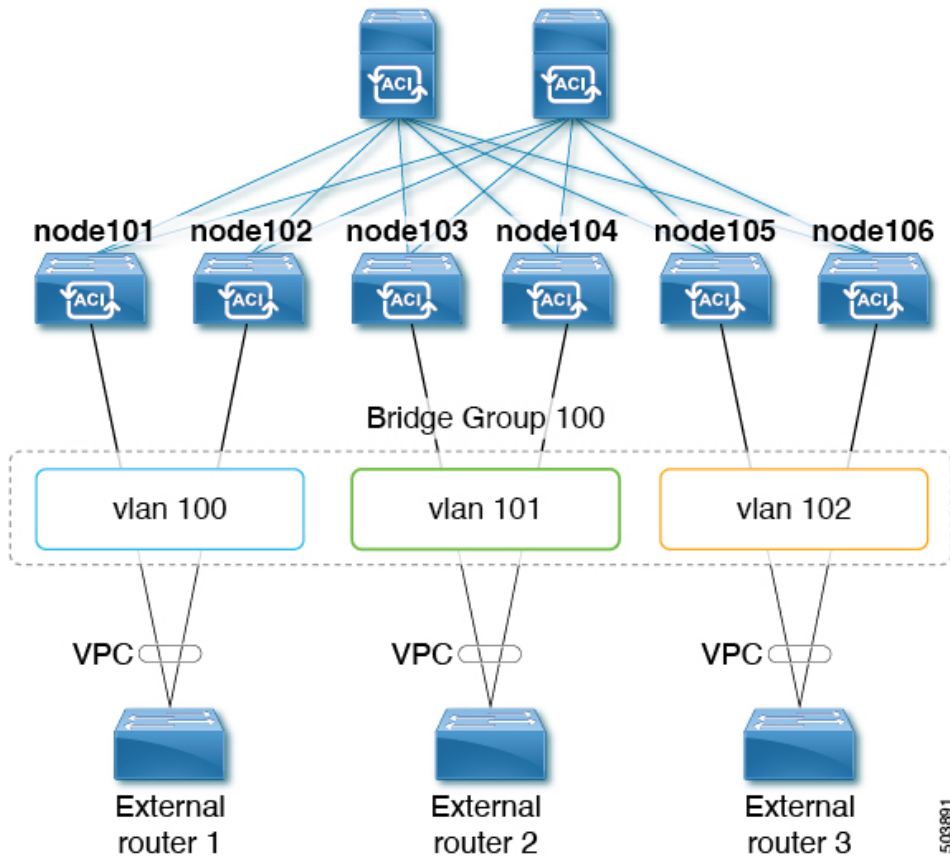 ACI ACI
node101 node102 node103 node104 node105 node106
ACI ACI ACI ACI ACI ACI
Bridge Group 100
vlan 100 vlan 101 vlan 102
VPC VPC VPC
External
router 1
External
router 2
External
router 3
503891